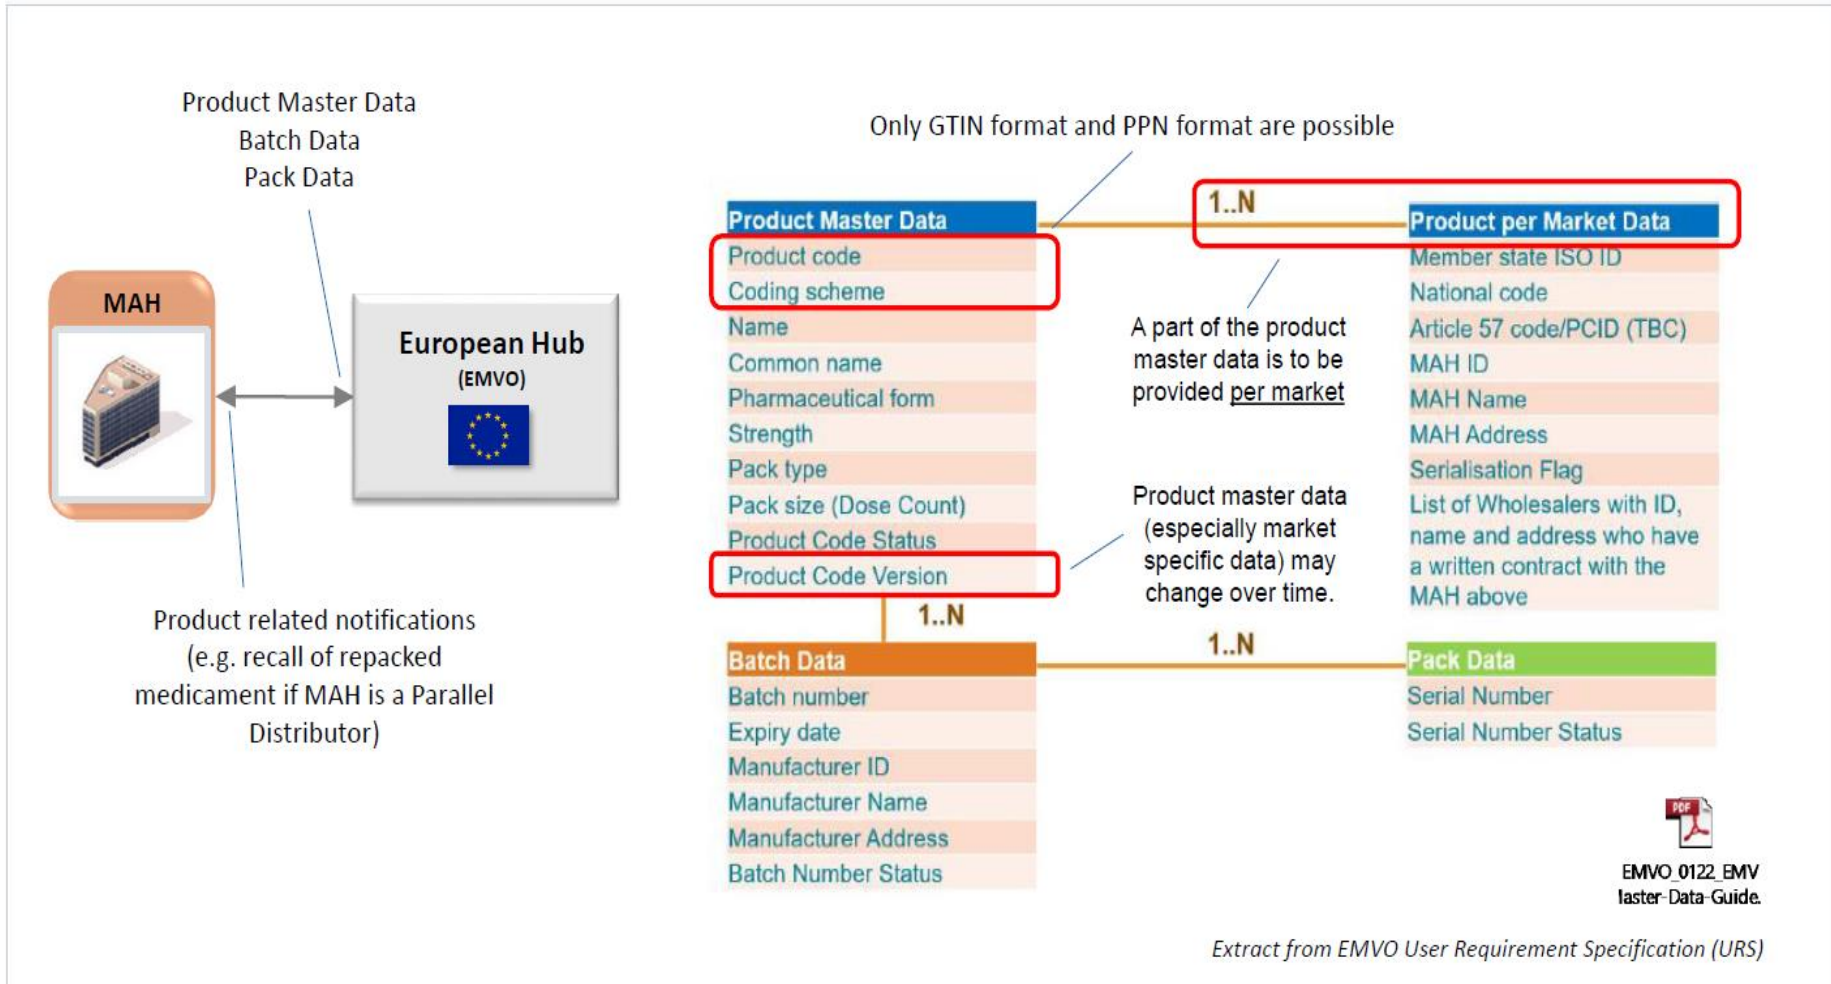 Product Master Data
Batch Data
Pack Data
MAH
European Hub
(EMVO)
Product related notifications
(e.g. recall of repacked
medicament if MAH is a Parallel
Distributor)
Only GTIN format and PPN format are possible
Product Master Data
Product code
Coding scheme
Name
Common name
Pharmaceutical form
Strength
Pack type
Pack size (Dose Count)
Product Code Status
Product Code Version
1..N
A part of the product
master data is to be
provided per market
Product master data
(especially market
specific data) may
change over time.
Product per Market Data
Member state ISO ID
National code
Article 57 code/PCID (TBC)
MAH ID
MAH Name
MAH Address
Serialisation Flag
List of Wholesalers with ID,
name and address who have
a written contract with the
MAH above
1..N
Batch Data
Batch number
Expiry date
Manufacturer ID
Manufacturer Name
Manufacturer Address
Batch Number Status
1..N
Pack Data
Serial Number
Serial Number Status
PDF
EMVO_0122_EMV
laster-Data-Guide.
Extract from EMVO User Requirement Specification (URS)